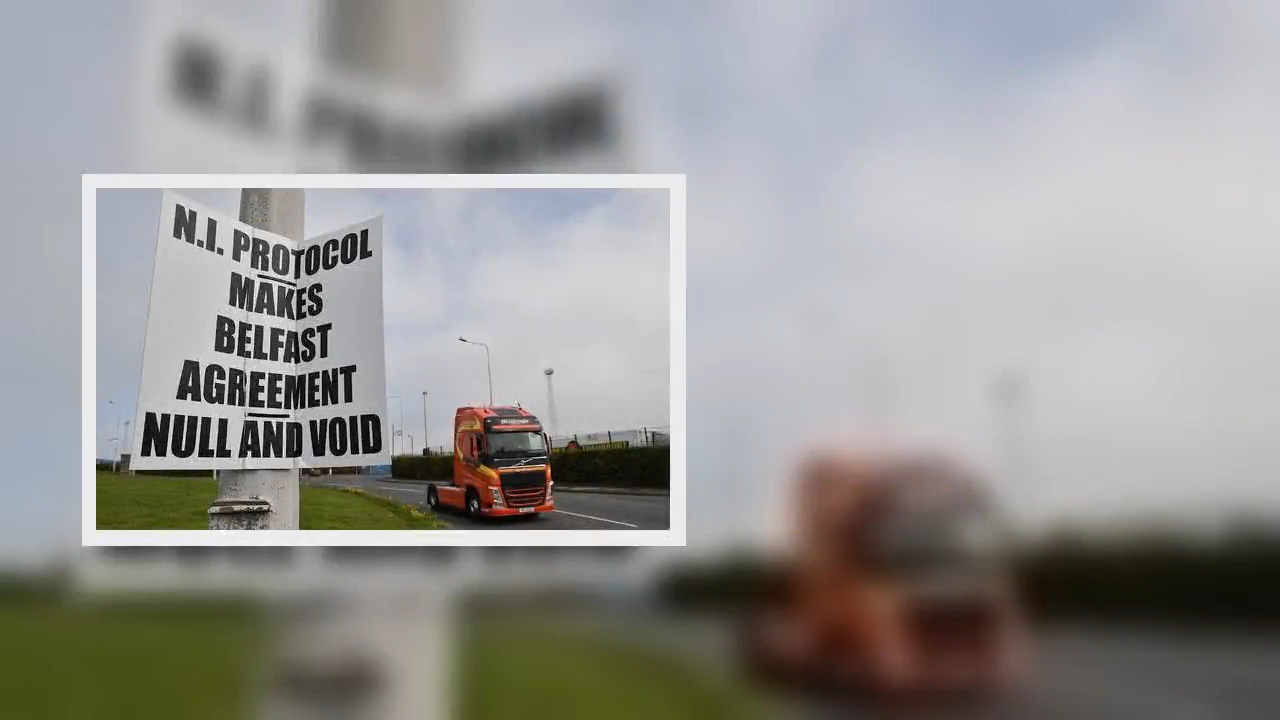 N.I. PROTOCOL
MAKES
BELFAST
AGREEMENT
NULL AND VOID